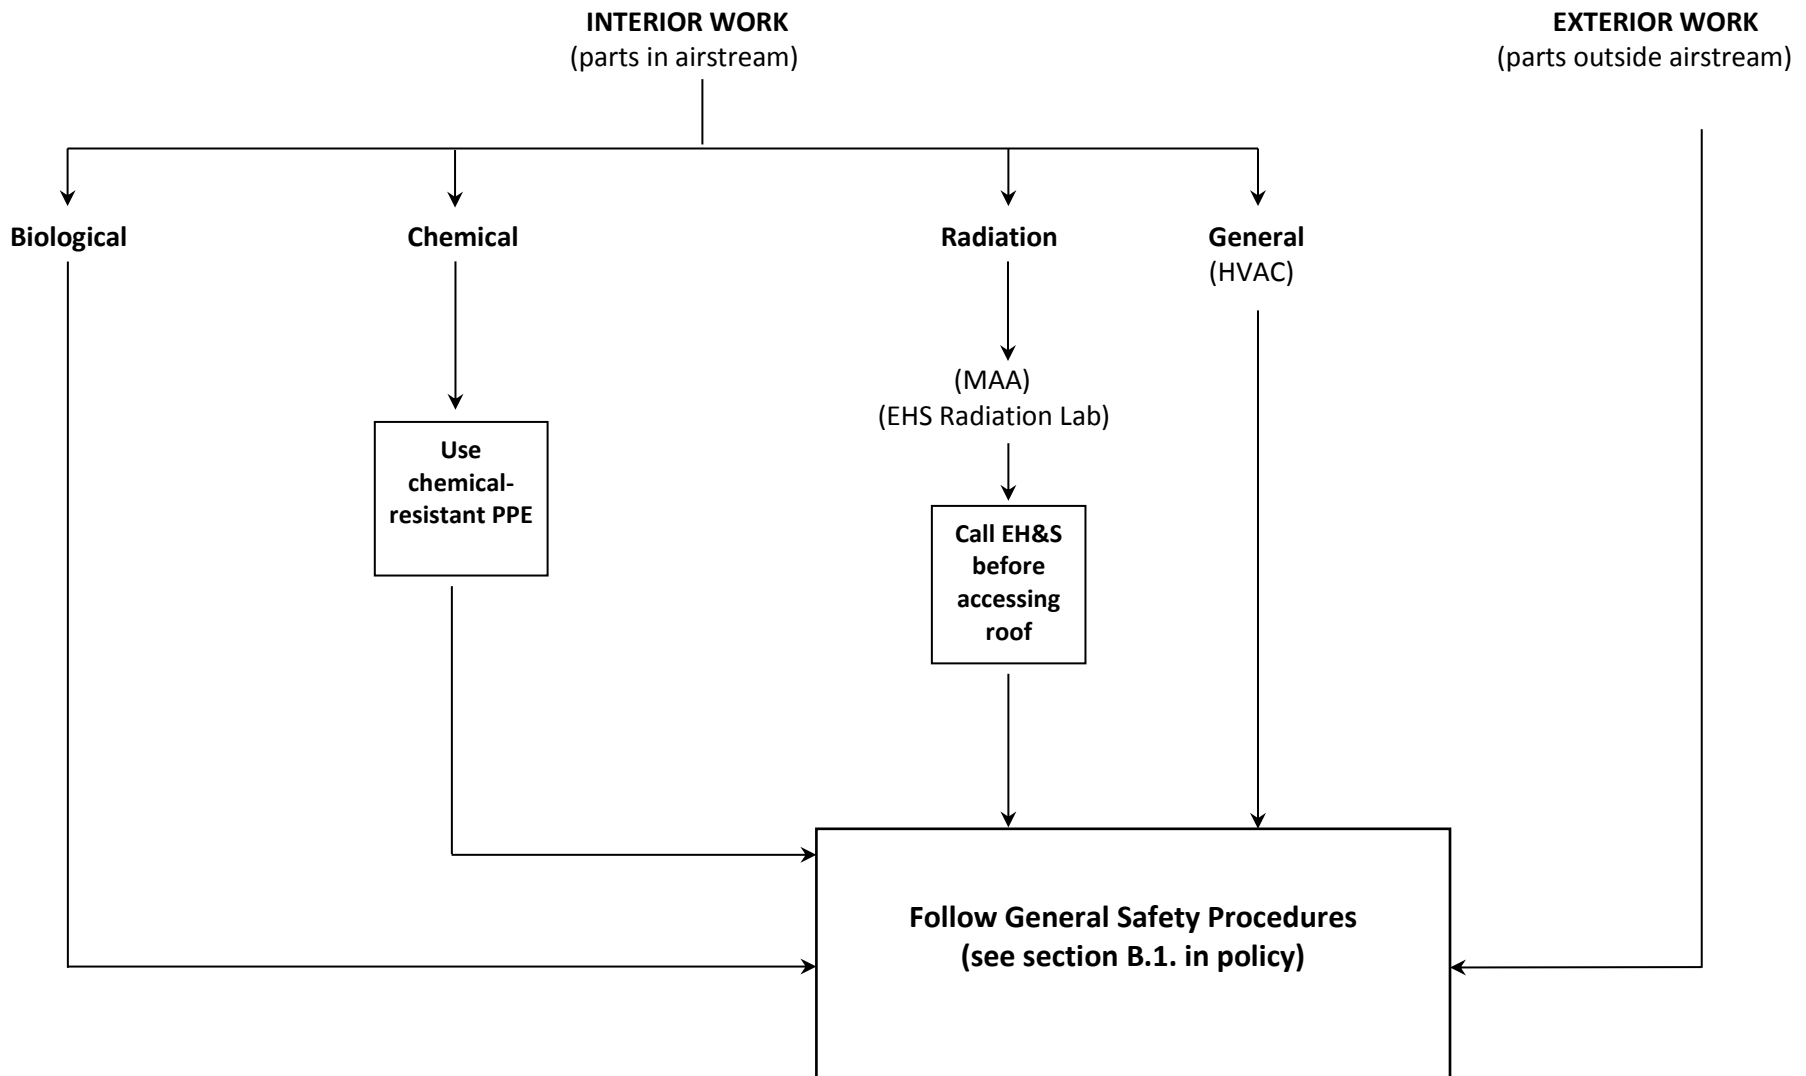 INTERIOR WORK
(parts in airstream)
EXTERIOR WORK
(parts outside airstream)
Biological
Chemical
Radiation
General
(HVAC)
(MAA)
(EHS Radiation Lab)
Use
chemical-
resistant PPE
Call EH&S
before
accessing
roof
Follow General Safety Procedures
(see section B.1. in policy)